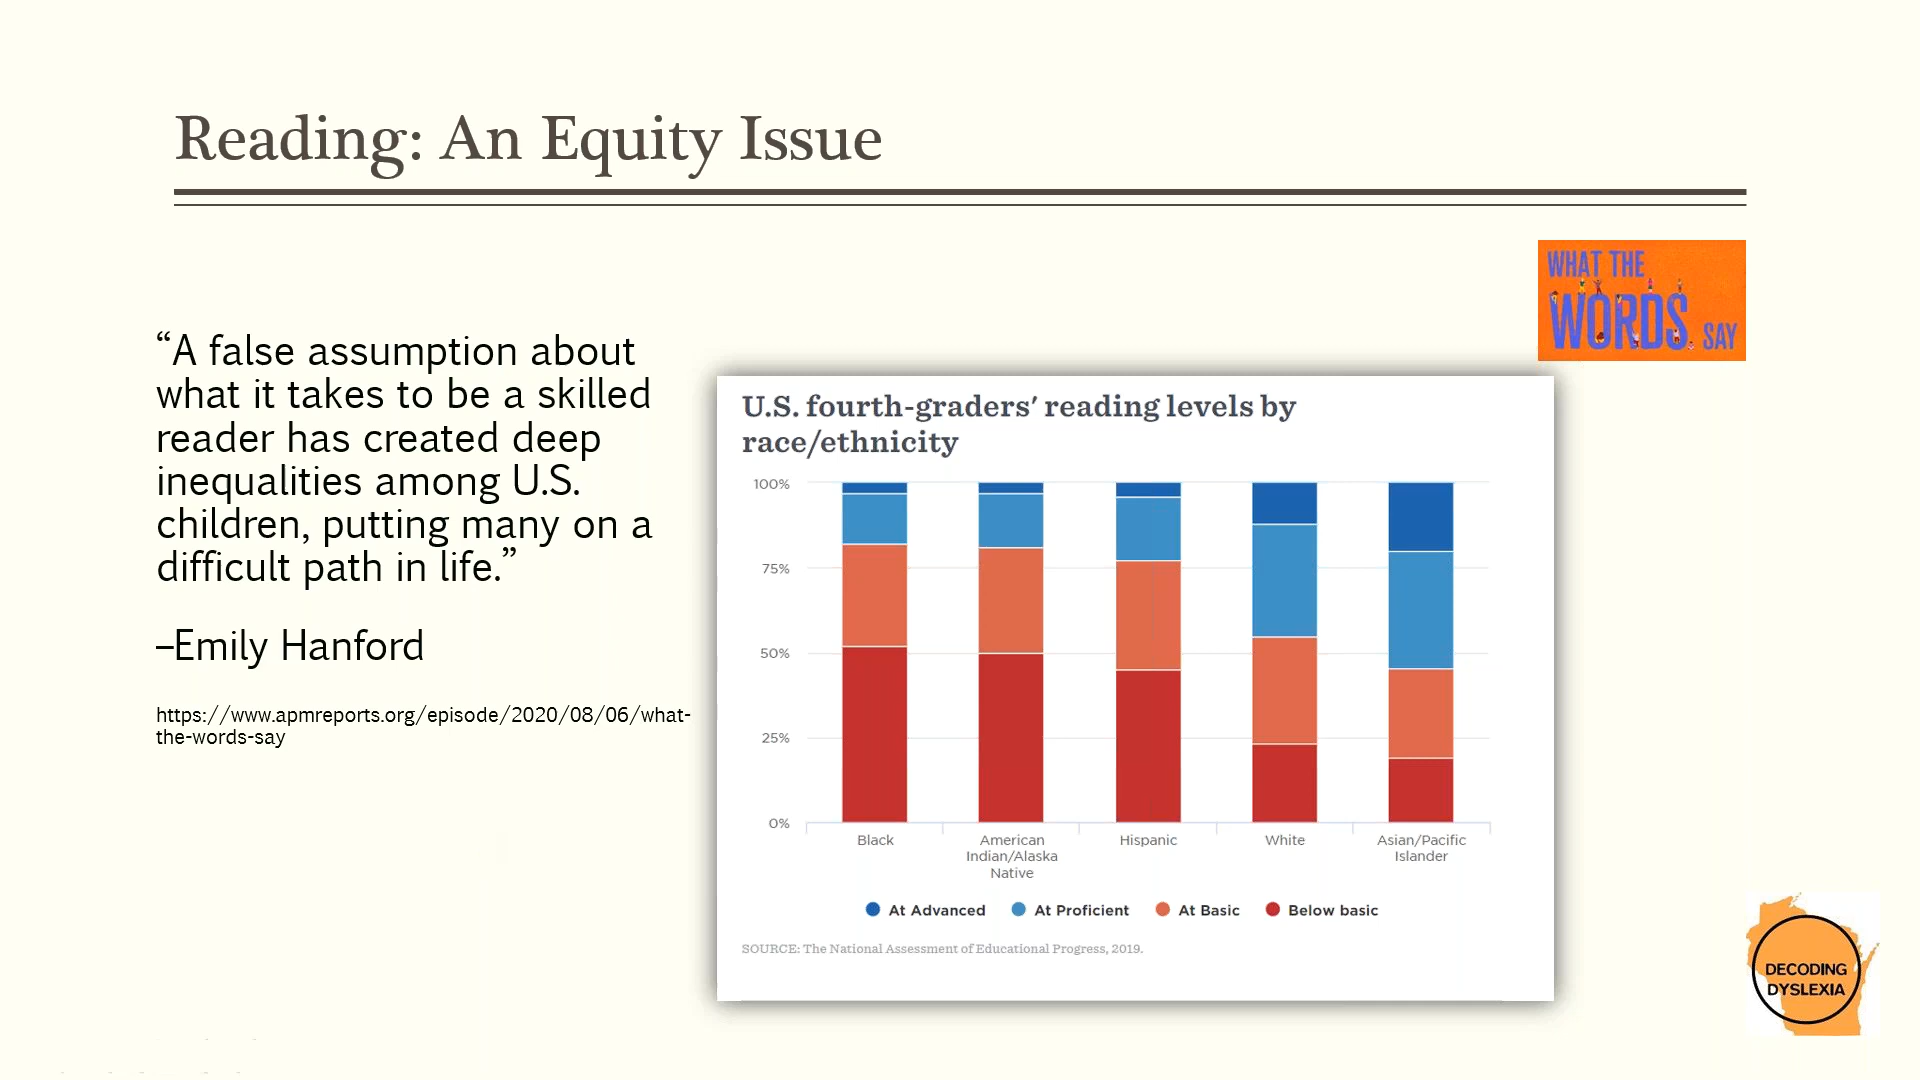 Reading: An Equity Issue
WHAT THE
WORDS SAY
“A false assumption about
what it takes to be a skilled
reader has created deep
inequalities among U.S.
children, putting many on a
difficult path in life.”
–Emily Hanford
https://www.apmreports.org/episode/2020/08/06/what-
the-words-say
U.S. fourth-graders' reading levels by
race/ethnicity
100%
75%
50%
25%
0%
Black
American
Indian/Alaska
Native
Hispanic
White
Asian/Pacific
Islander
At Advanced At Proficient At Basic Below basic
SOURCE: The National Assessment of Educational Progress, 2019.
DECODING
DYSLEXIA